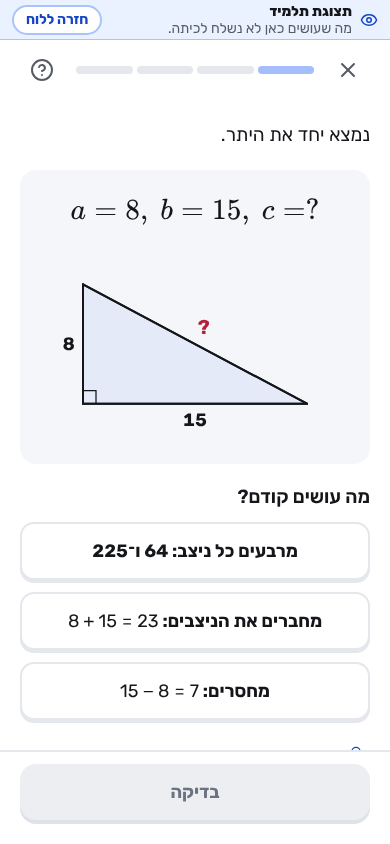 תצוגת תלמיד
מה שעושים כאן לא נשלח לכיתה.
חזרה ללוח
נמצא יחד את היתר.
a = 8, b = 15, c =?
?
8
15
מה עושים קודם?
מרבעים כל ניצב: 64 ו־225
מחברים את הניצבים: 8 + 15 = 23
מחסרים: 15 − 8 = 7
בדיקה